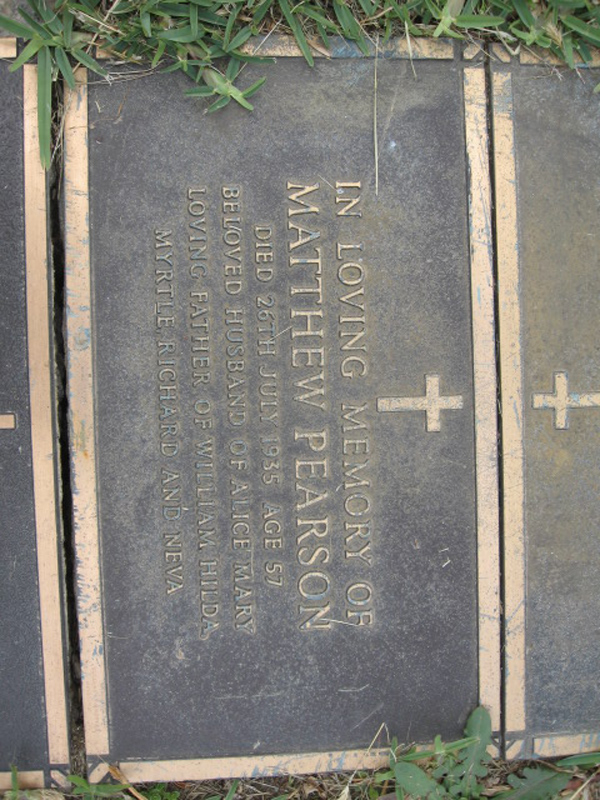 IN LOVING MEMORY OF
MATTHEW PEARSON
DIED 26TH JULY 1935 AGE 57
BELOVED HUSBAND OF ALICE MARY
LOVING FATHER OF WILLIAM, HILDA,
MYRTLE, RICHARD AND NEVA